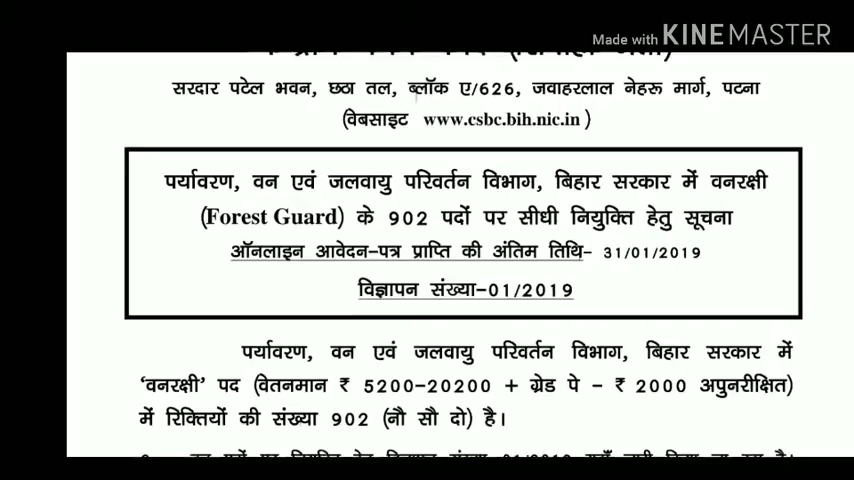 Made with KINEMASTER
सरदार पटेल भवन, छठा तल, ब्लॉक ए/626, जवाहरलाल नेहरू मार्ग, पटना
(वेबसाइट www.csbc.bih.nic.in )
पर्यावरण, वन एवं जलवायु परिवर्तन विभाग, बिहार सरकार में वनरक्षी
(Forest Guard) के 902 पदों पर सीधी नियुक्ति हेतु सूचना
ऑनलाइन आवेदन-पत्र प्राप्ति की अंतिम तिथि- 31/01/2019
विज्ञापन संख्या-01/2019
पर्यावरण, वन एवं जलवायु परिवर्तन विभाग, बिहार सरकार में
‘वनरक्षी’ पद (वेतनमान ₹ 5200-20200 + ग्रेड पे - ₹ 2000 अपुनरीक्षित)
में रिक्तियों की संख्या 902 (नौ सौ दो) है।